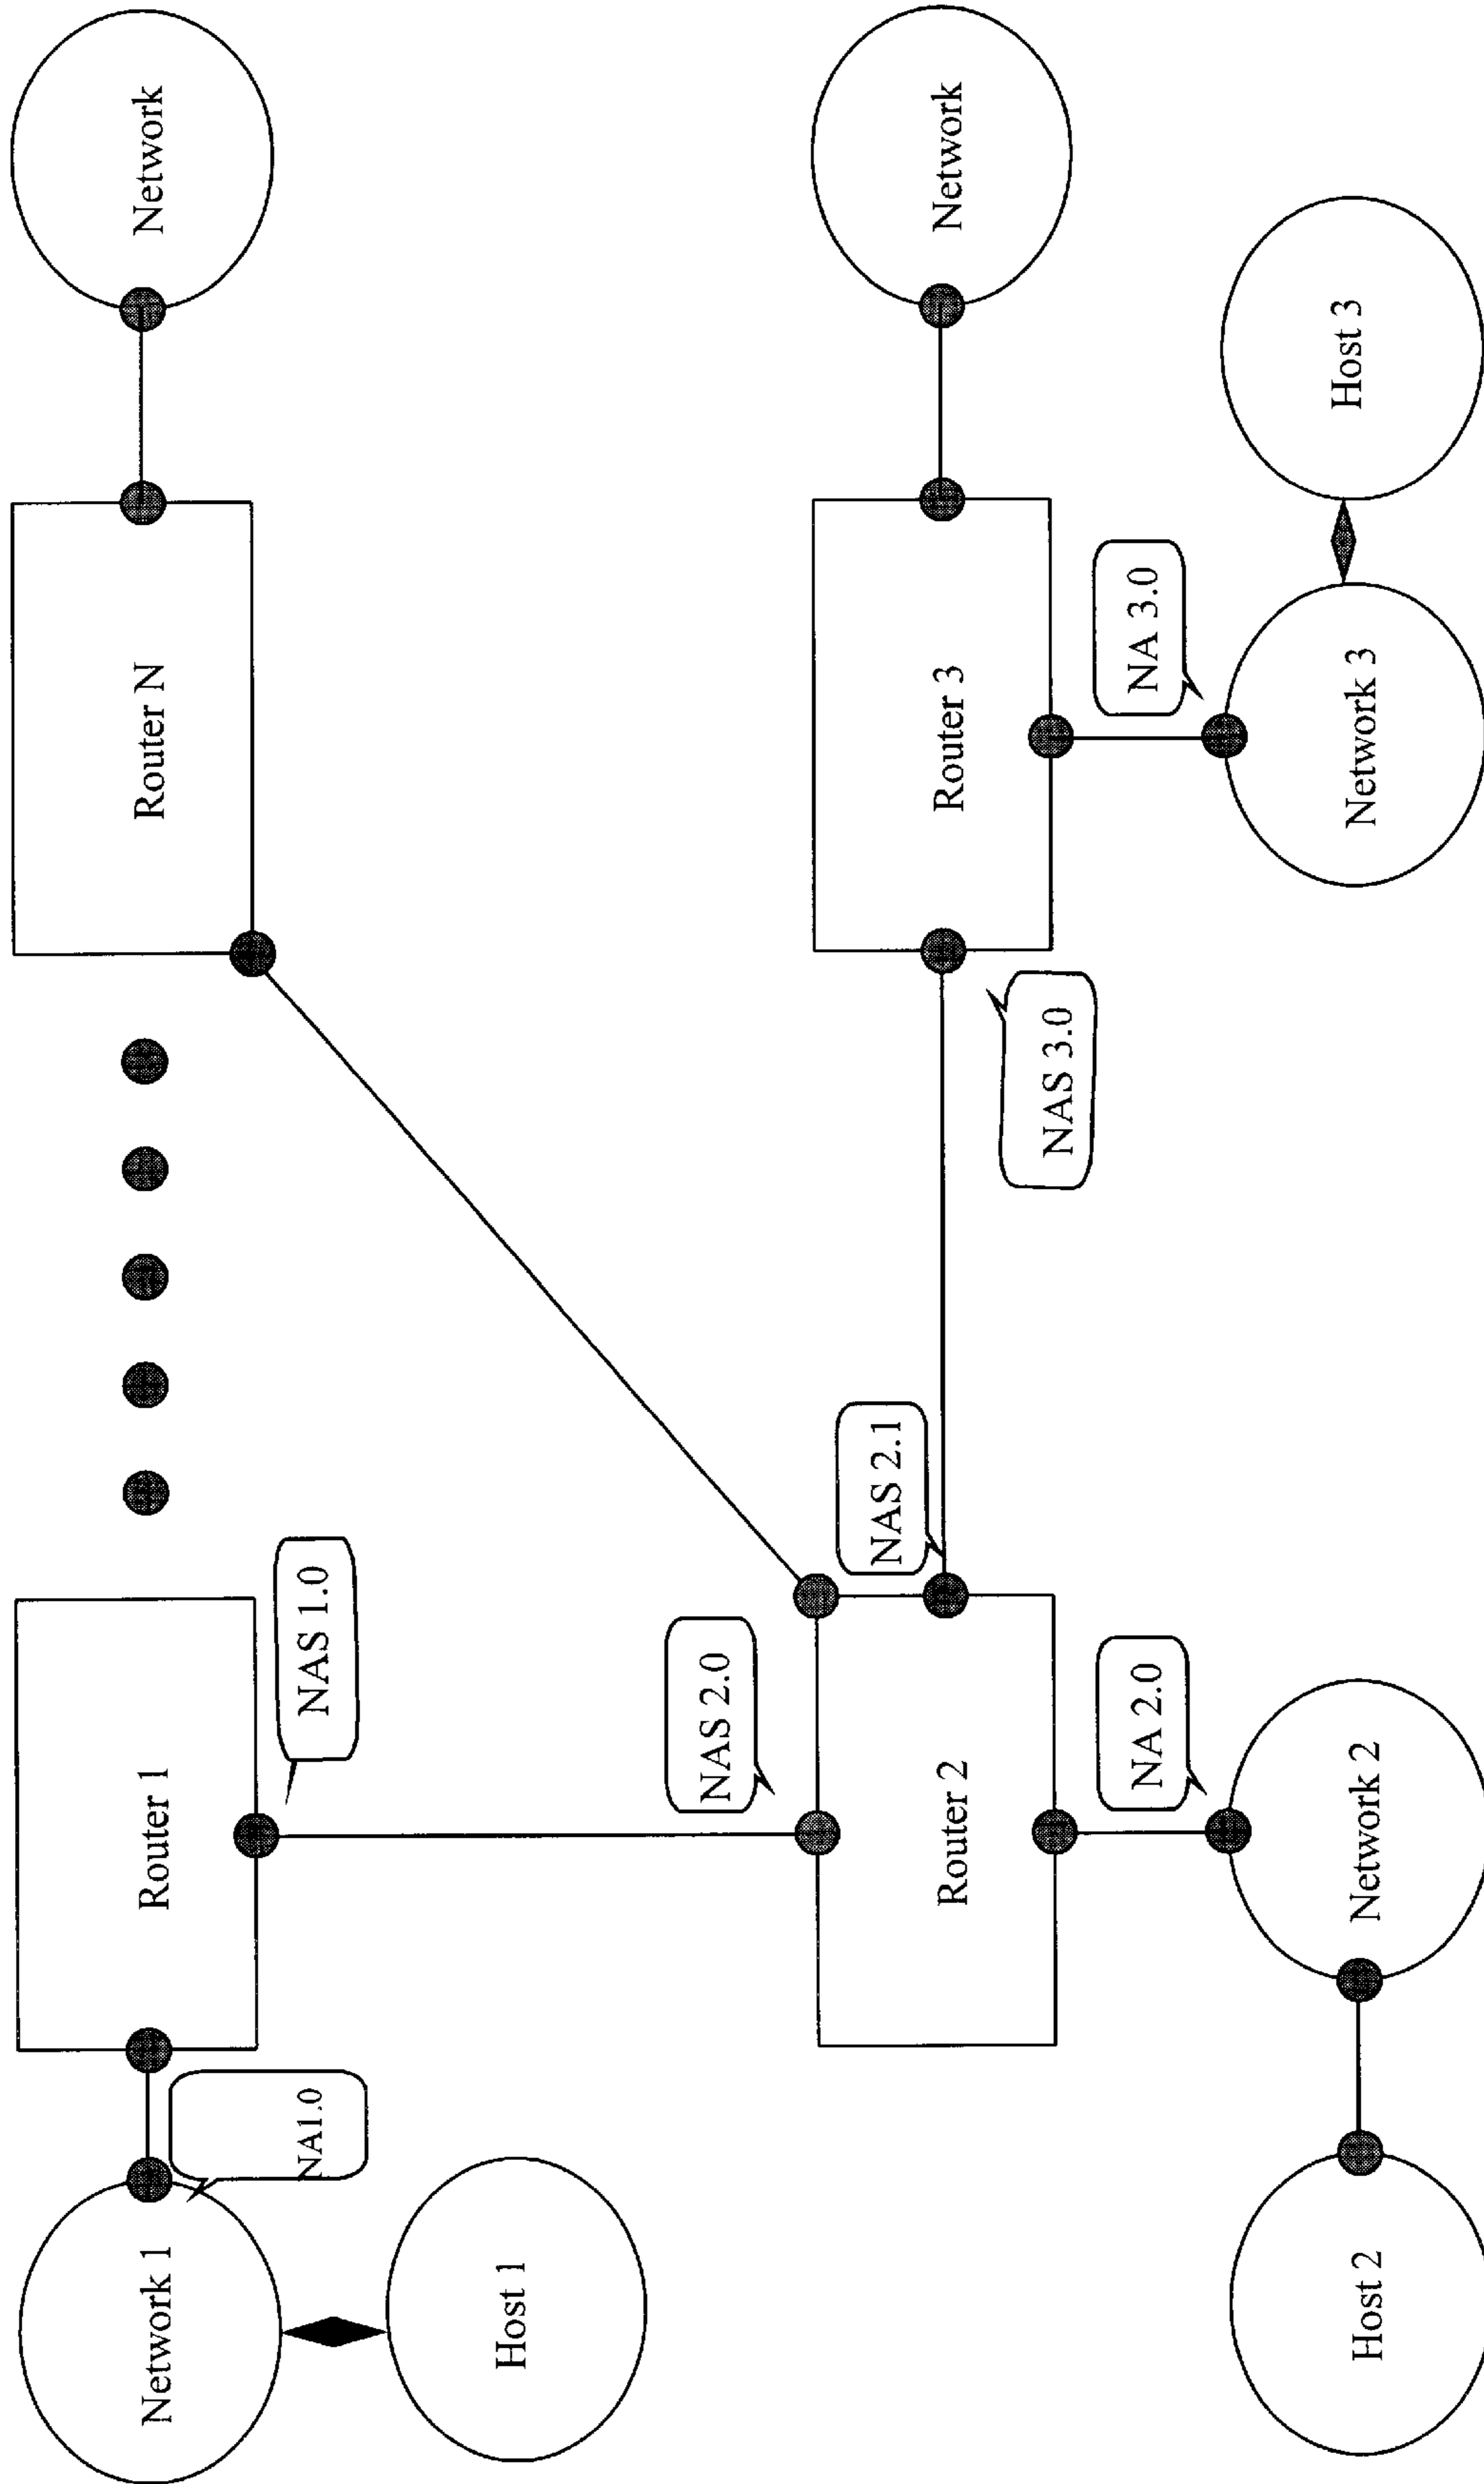 Network 1
NA1.0
Router 1
Router N
Network
Host 1
NAS 1.0
NAS 2.0
NAS 2.1
Router 2
Router 3
Network
NAS 3.0
NA 2.0
NA 3.0
Host 2
Network 2
Network 3
Host 3